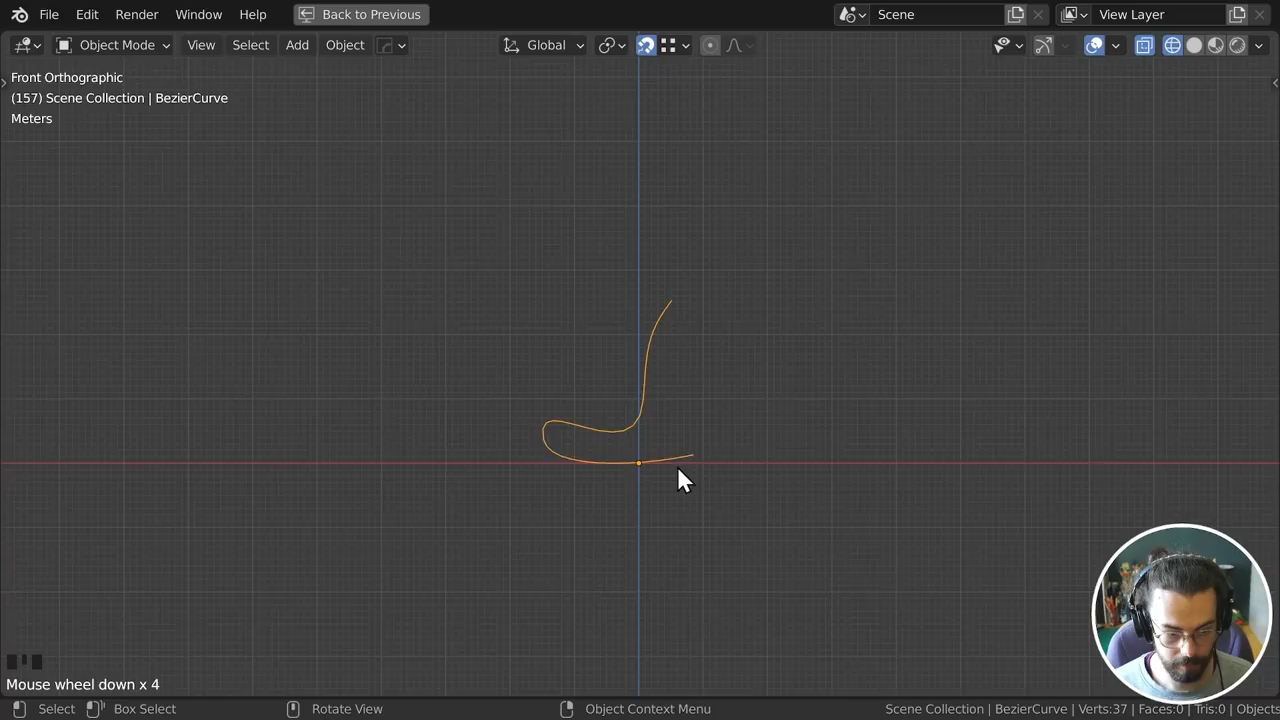 File Edit Render Window Help Back to Previous Scene View Layer
Object Mode View Select Add Object Global
Front Orthographic
(157) Scene Collection | BezierCurve
Meters
Mouse wheel down x 4
Select Box Select Rotate View Object Context Menu Scene Collection | BezierCurve | Verts:37 | Faces:0 | Tris:0 | Objects